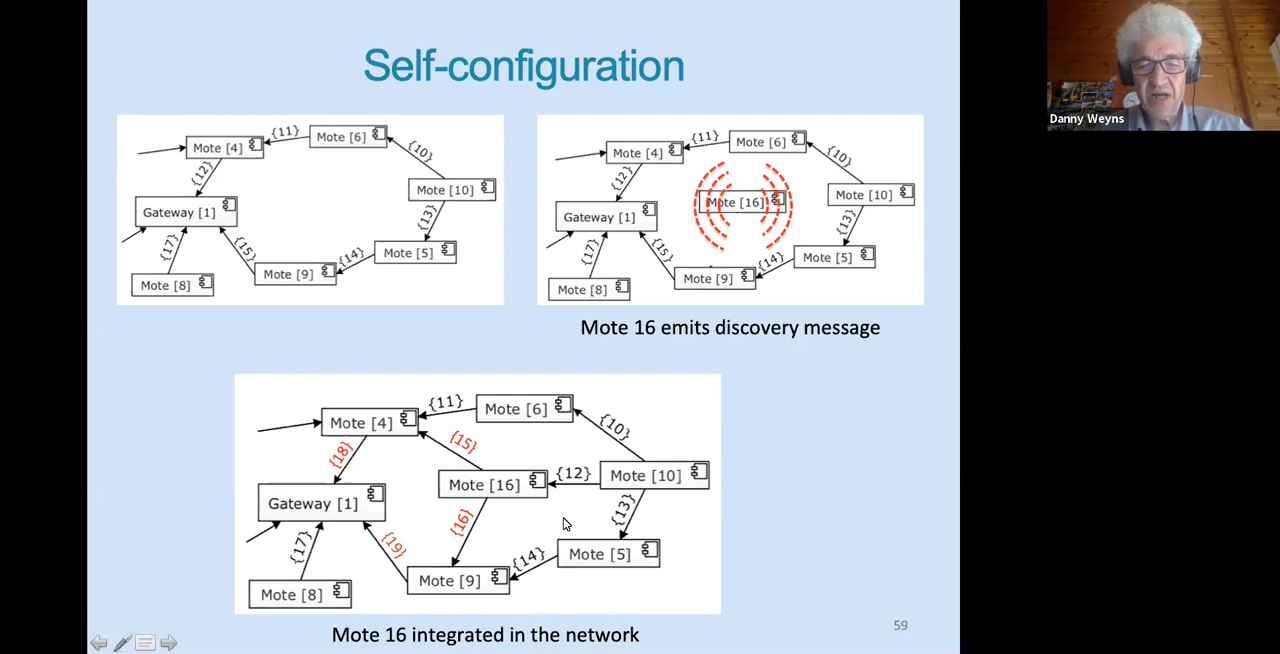 Self-configuration
Danny Weyns
Mote [4]
{11}
Mote [6]
{10}
{12}
Mote [10]
Gateway [1]
{13}
{17}
{15}
Mote [5]
{14}
Mote [9]
Mote [8]
Mote [4]
{11}
Mote [6]
{10}
{12}
Mote [16]
Mote [10]
Gateway [1]
{13}
{17}
{15}
Mote [5]
{14}
Mote [9]
Mote [8]
Mote 16 emits discovery message
Mote [4]
{11}
Mote [6]
{10}
{18}
{15}
Mote [16]
{12}
Mote [10]
Gateway [1]
{16}
{13}
{17}
{19}
Mote [5]
{14}
Mote [9]
Mote [8]
Mote 16 integrated in the network
59